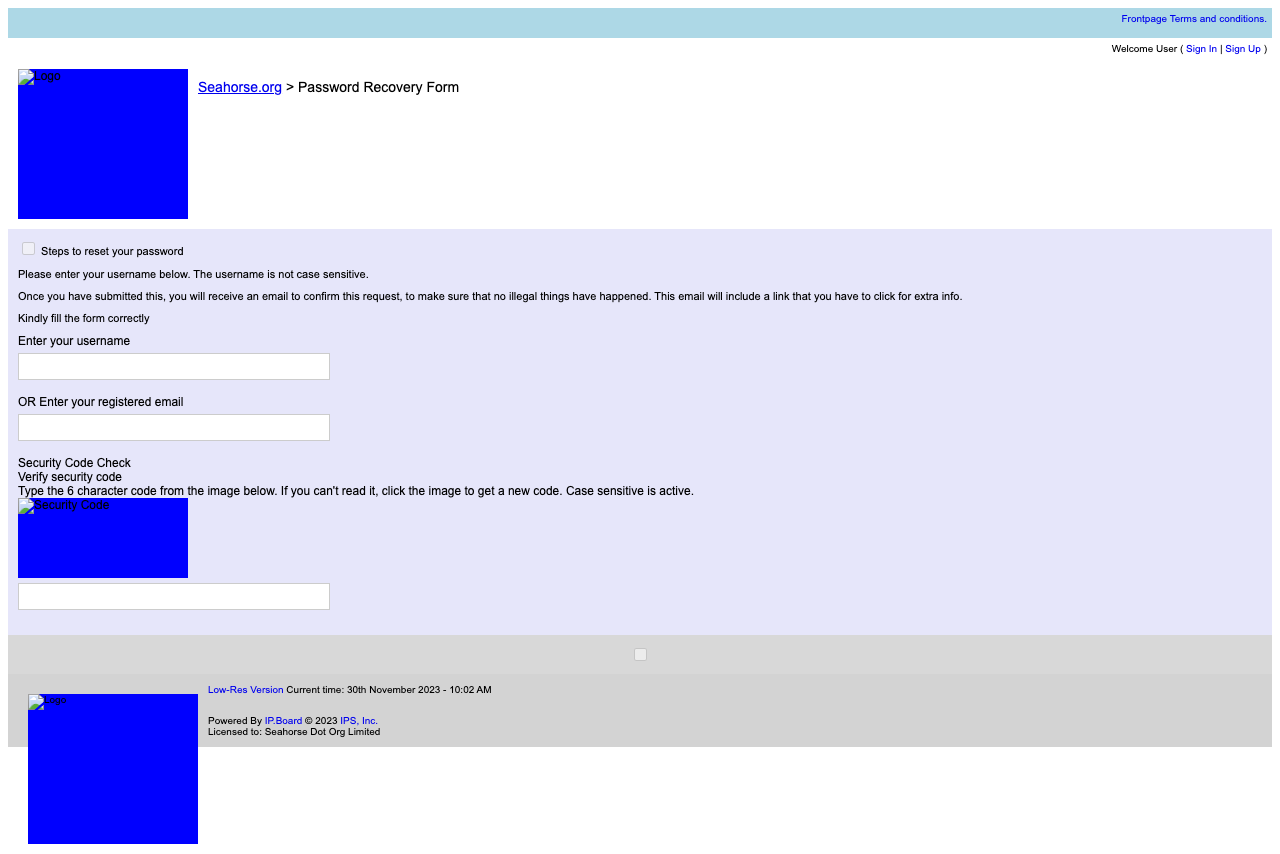 Frontpage Terms and conditions.
Welcome User ( Sign In | Sign Up )
Logo
Seahorse.org > Password Recovery Form
Steps to reset your password
Please enter your username below. The username is not case sensitive.
Once you have submitted this, you will receive an email to confirm this request, to make sure that no illegal things have happened. This email will include a link that you have to click for extra info.
Kindly fill the form correctly
Enter your username
OR Enter your registered email
Security Code Check
Verify security code
Type the 6 character code from the image below. If you can't read it, click the image to get a new code. Case sensitive is active.
Security Code
Low-Res Version Current time: 30th November 2023 - 10:02 AM
Logo
Powered By IP.Board © 2023 IPS, Inc.
Licensed to: Seahorse Dot Org Limited